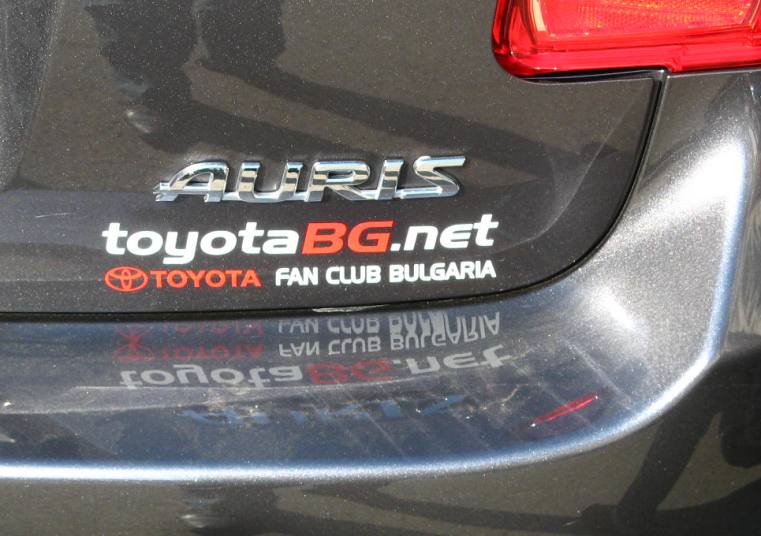 AURIS
toyotaBG.net
TOYOTA FAN CLUB BULGARIA